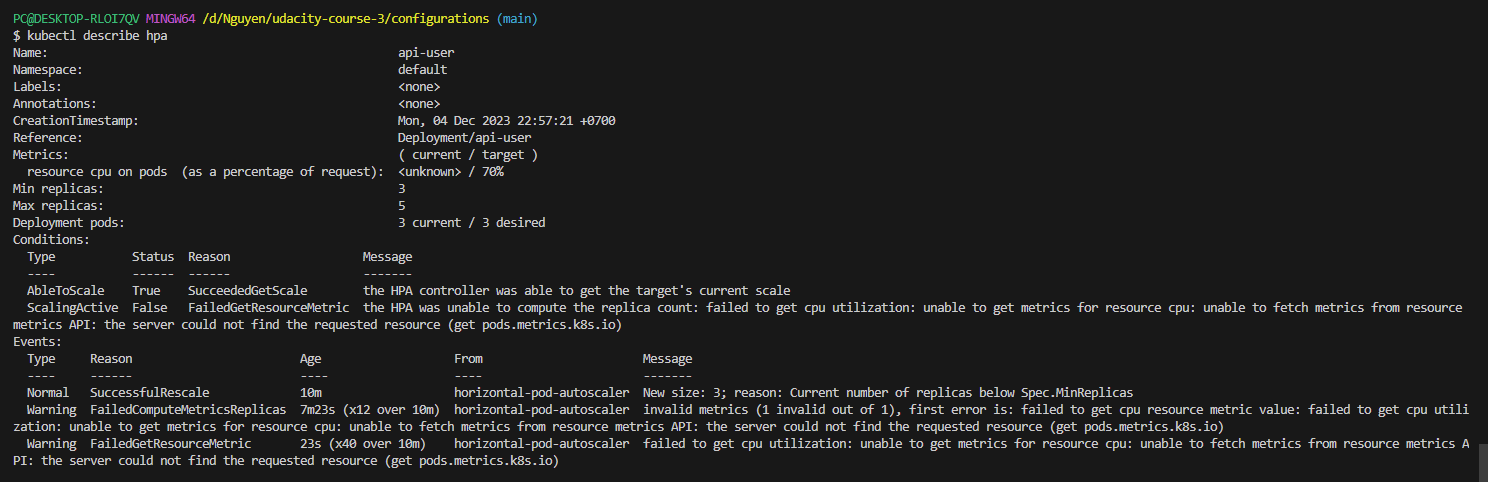 PC@DESKTOP-RLOI7QV MINGW64 /d/Nguyen/udacity-course-3/configurations (main)
$ kubectl describe hpa
Name: api-user
Namespace: default
Labels: <none>
Annotations: <none>
CreationTimestamp: Mon, 04 Dec 2023 22:57:21 +0700
Reference: Deployment/api-user
Metrics: ( current / target )
resource cpu on pods (as a percentage of request): <unknown> / 70%
Min replicas: 3
Max replicas: 5
Deployment pods: 3 current / 3 desired
Conditions:
Type Status Reason Message
---- ------ ------ -------
AbleToScale True SucceededGetScale the HPA controller was able to get the target's current scale
ScalingActive False FailedGetResourceMetric the HPA was unable to compute the replica count: failed to get cpu utilization: unable to get metrics for resource cpu: unable to fetch metrics from resource
metrics API: the server could not find the requested resource (get pods.metrics.k8s.io)
Events:
Type Reason Age From Message
---- ------ ---- ---- -------
Normal SuccessfulRescale 10m horizontal-pod-autoscaler New size: 3; reason: Current number of replicas below Spec.MinReplicas
Warning FailedComputeMetricsReplicas 7m23s (x12 over 10m) horizontal-pod-autoscaler invalid metrics (1 invalid out of 1), first error is: failed to get cpu resource metric value: failed to get cpu utili
zation: unable to get metrics for resource cpu: unable to fetch metrics from resource metrics API: the server could not find the requested resource (get pods.metrics.k8s.io)
Warning FailedGetResourceMetric 23s (x40 over 10m) horizontal-pod-autoscaler failed to get cpu utilization: unable to get metrics for resource cpu: unable to fetch metrics from resource metrics A
PI: the server could not find the requested resource (get pods.metrics.k8s.io)